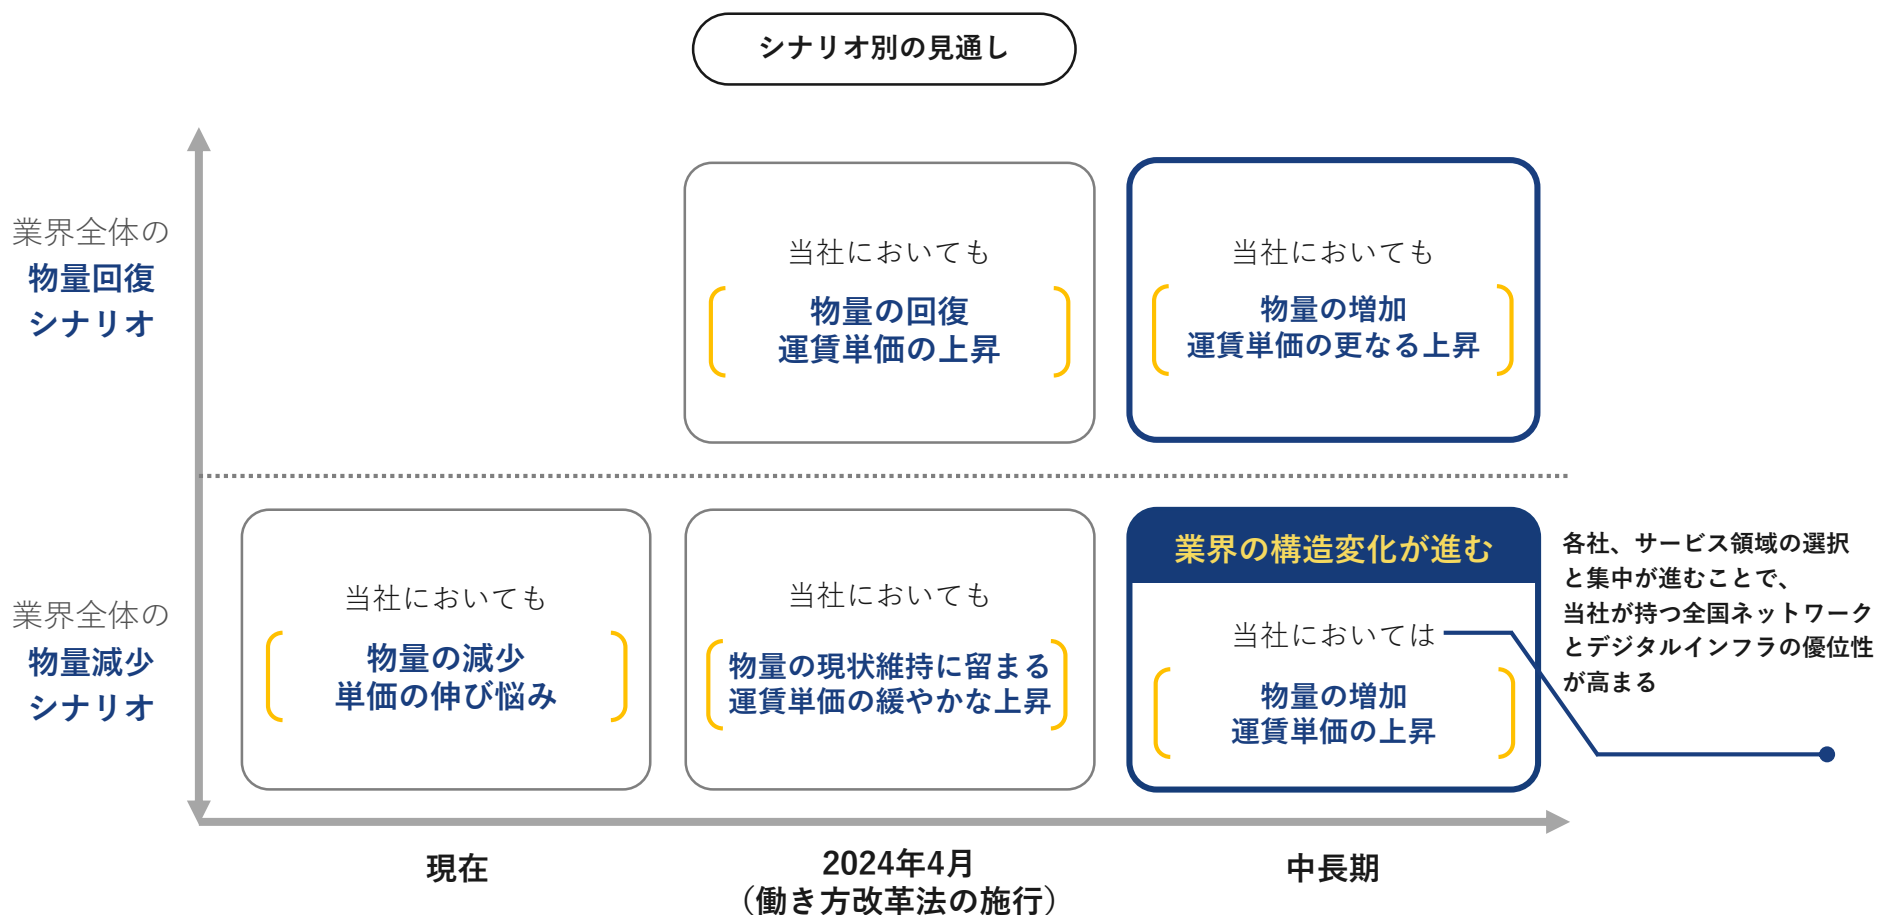 シナリオ別の見通し
業界全体の
物量回復
シナリオ
当社においても
物量の回復
運賃単価の上昇
当社においても
物量の増加
運賃単価の更なる上昇
業界全体の
物量減少
シナリオ
当社においても
物量の減少
単価の伸び悩み
当社においても
物量の現状維持に留まる
運賃単価の緩やかな上昇
業界の構造変化が進む
当社においては
物量の増加
運賃単価の上昇
各社、サービス領域の選択
と集中が進むことで、
当社が持つ全国ネットワーク
とデジタルインフラの優位性
が高まる
現在
2024年4月
（働き方改革法の施行）
中長期